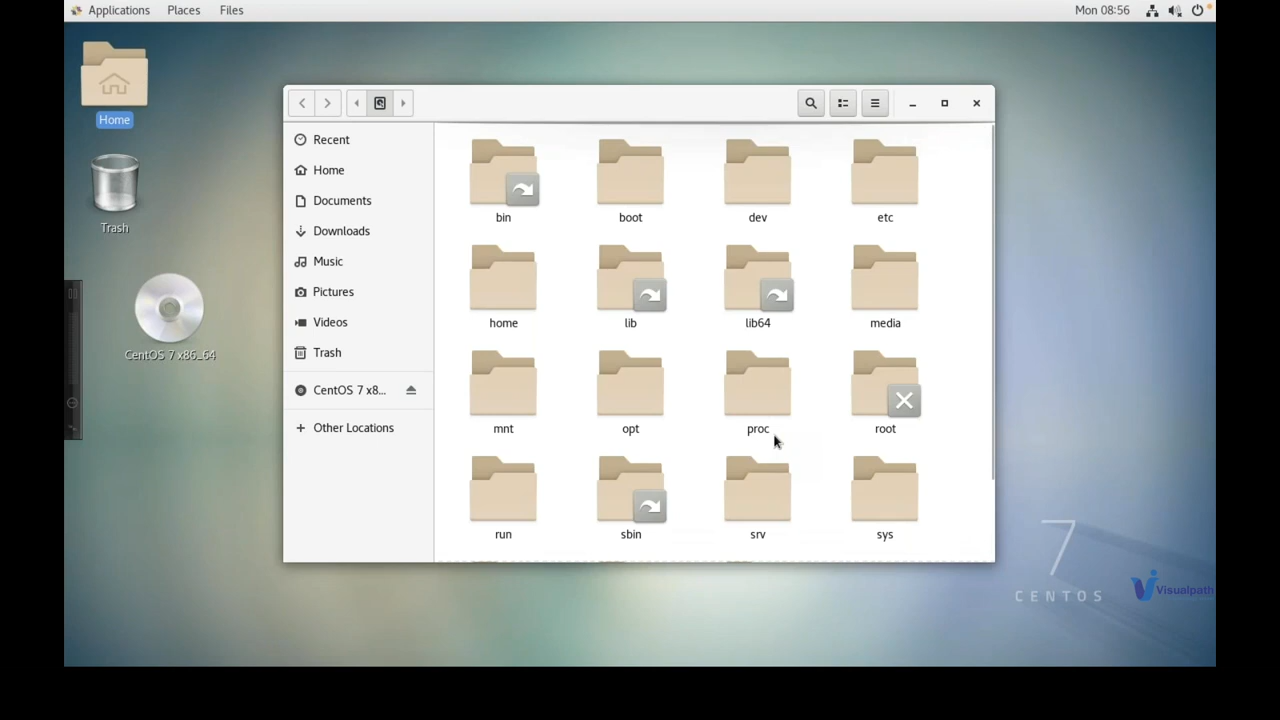 Applications Places Files Mon 08:56
Home
Trash
CentOS 7 x86_64
Recent
Home
Documents
Downloads
Music
Pictures
Videos
Trash
CentOS 7 x8...
Other Locations
bin boot dev etc
home lib lib64 media
mnt opt proc root
run sbin srv sys
7
CENTOS
Visualpath